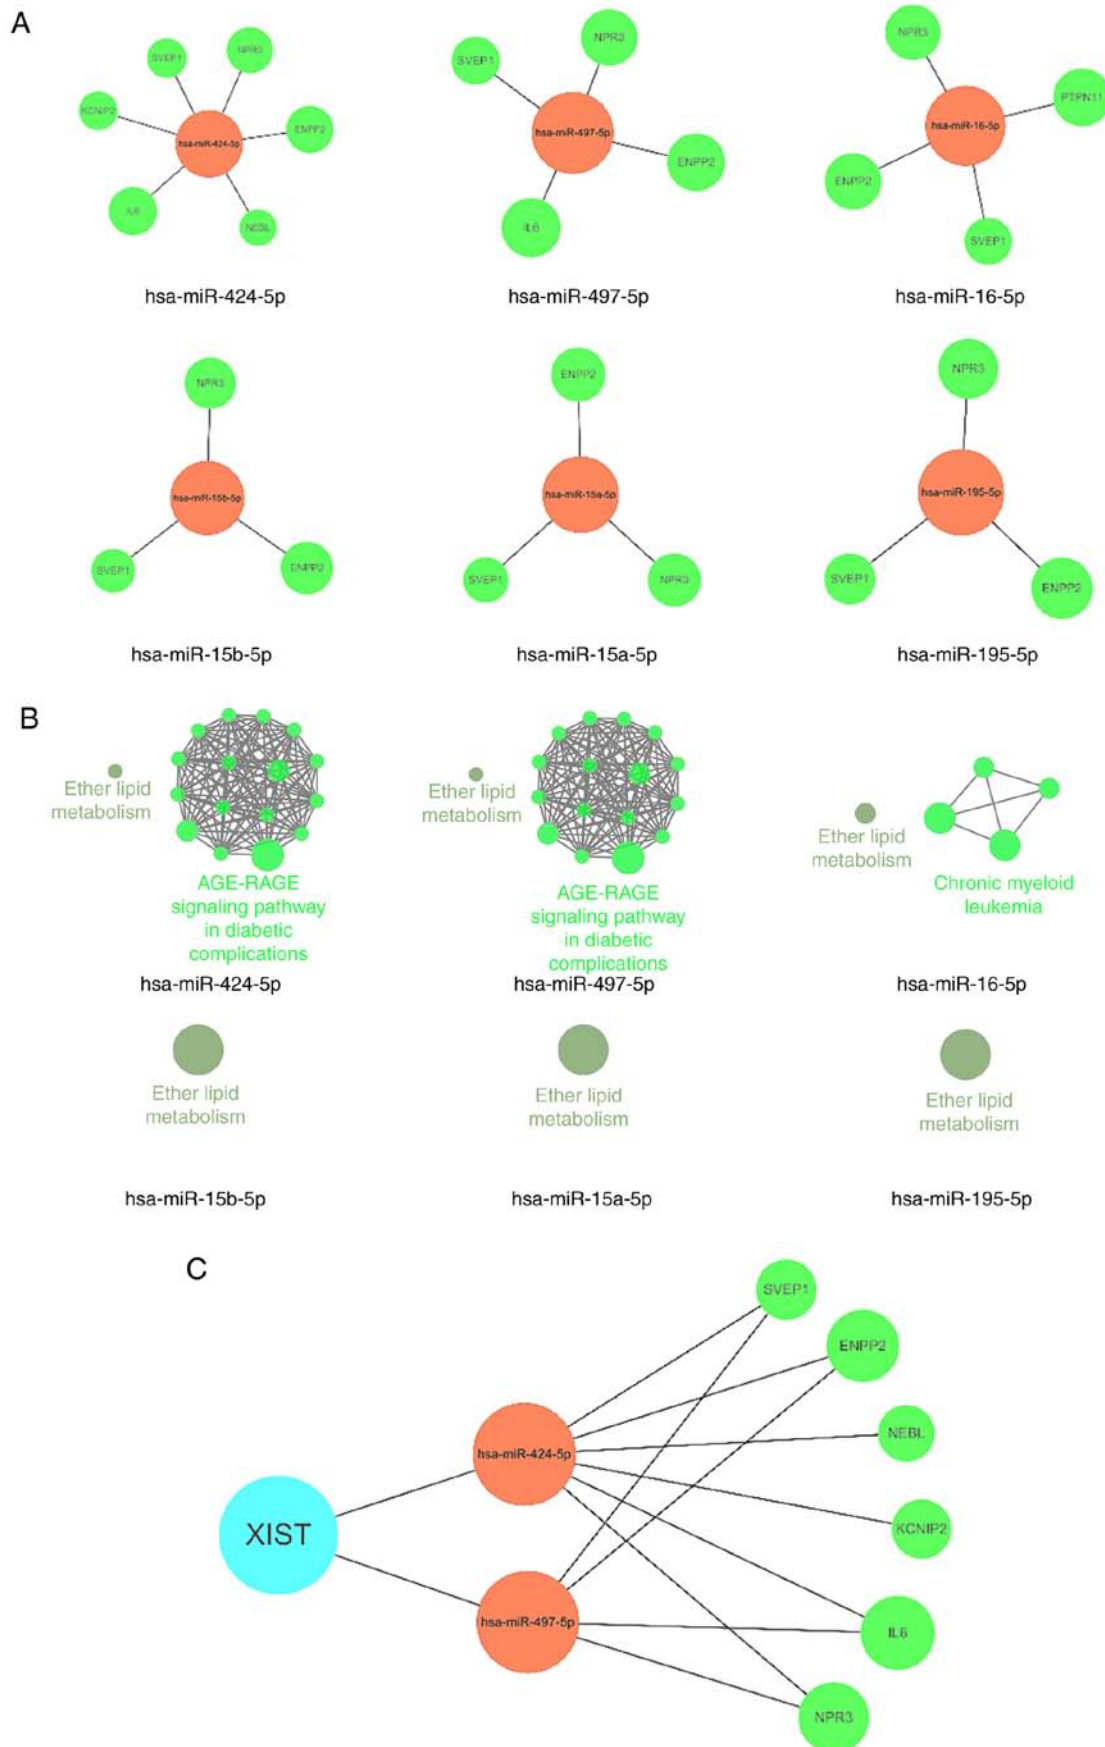 A
SVEP1
NPR3
KCNIP2
hsa-miR-424-5p
ENPP2
IL6
NEBL
hsa-miR-424-5p
SVEP1
NPR3
hsa-miR-497-5p
ENPP2
IL6
hsa-miR-497-5p
NPR3
PTPN11
hsa-miR-16-5p
ENPP2
SVEP1
hsa-miR-16-5p
NPR3
hsa-miR-15b-5p
SVEP1
ENPP2
hsa-miR-15b-5p
ENPP2
hsa-miR-15a-5p
SVEP1
NPR3
hsa-miR-15a-5p
NPR3
hsa-miR-195-5p
SVEP1
ENPP2
hsa-miR-195-5p
B
Ether lipid
metabolism
AGE-RAGE
signaling pathway
in diabetic
complications
hsa-miR-424-5p
Ether lipid
metabolism
AGE-RAGE
signaling pathway
in diabetic
complications
hsa-miR-497-5p
Ether lipid
metabolism
Chronic myeloid
leukemia
hsa-miR-16-5p
Ether lipid
metabolism
hsa-miR-15b-5p
Ether lipid
metabolism
hsa-miR-15a-5p
Ether lipid
metabolism
hsa-miR-195-5p
C
SVEP1
ENPP2
hsa-miR-424-5p
NEBL
XIST
KCNIP2
hsa-miR-497-5p
IL6
NPR3